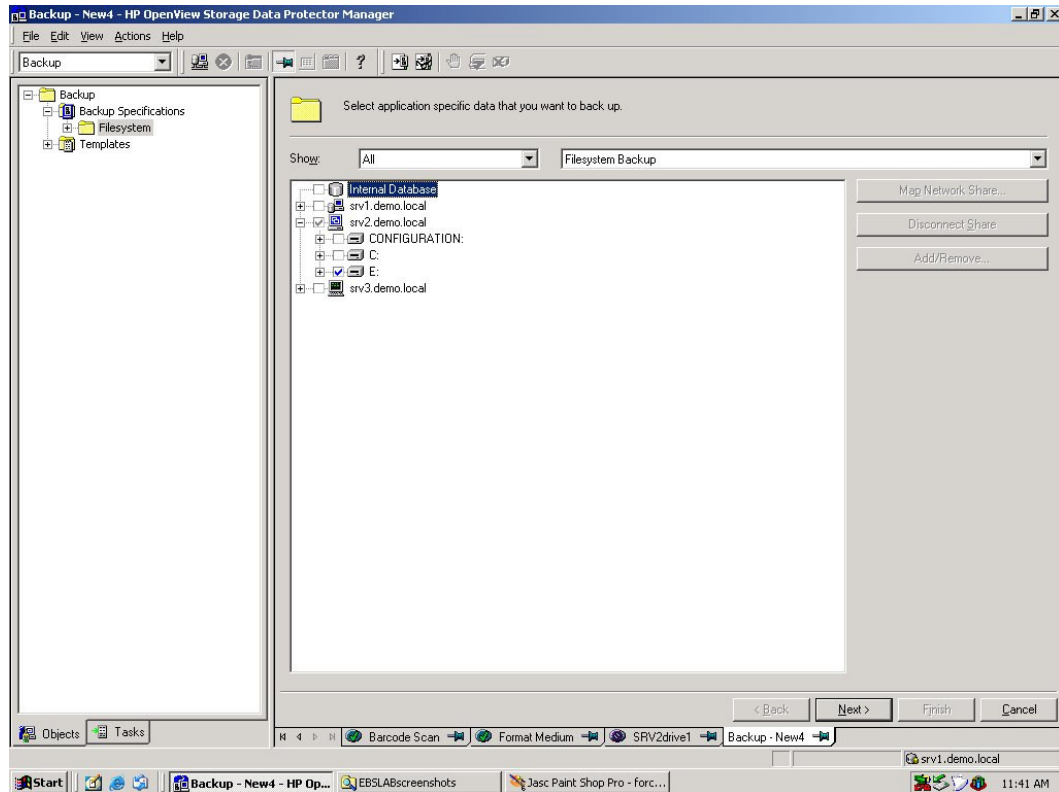 Backup - New4 - HP OpenView Storage Data Protector Manager
File Edit View Actions Help
Backup
Backup
Backup Specifications
Filesystem
Templates
Select application specific data that you want to back up.
Show: All Filesystem Backup
Internal Database
srv1.demo.local
srv2.demo.local
CONFIGURATION:
C:
E:
srv3.demo.local
Map Network Share...
Disconnect Share
Add/Remove...
< Back Next > Finish Cancel
Objects Tasks
Barcode Scan Format Medium SRV2drive1 Backup - New4
srv1.demo.local
Start Backup - New4 - HP Op... EBSLABscreenshots Jasc Paint Shop Pro - forc... 11:41 AM